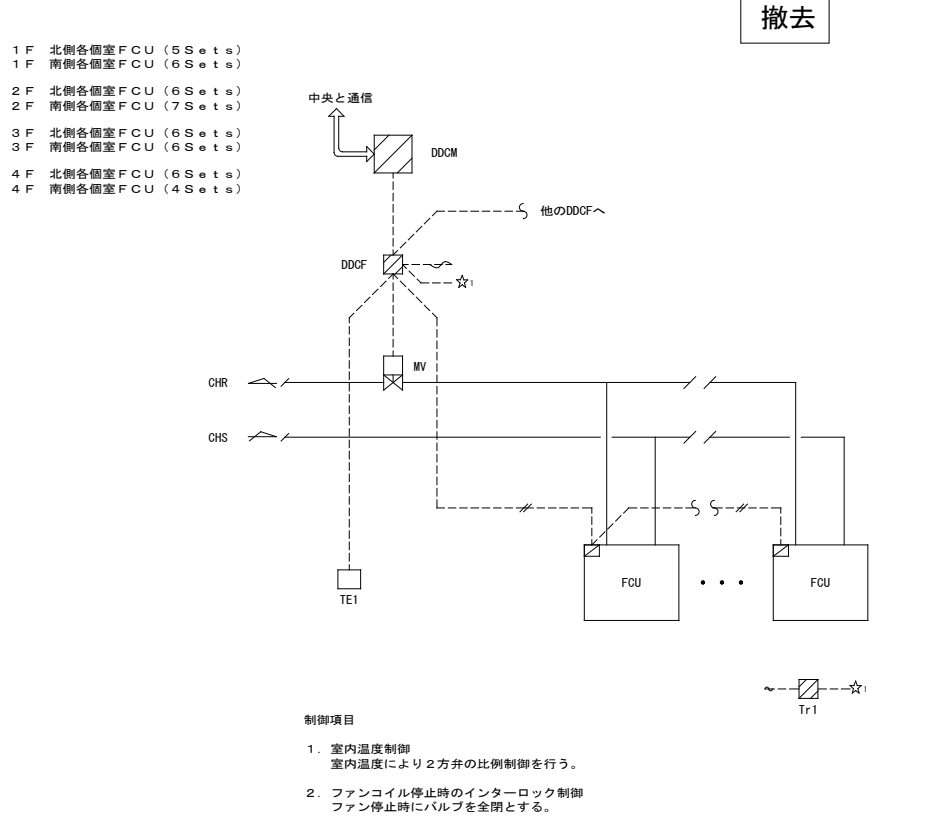 撤去
１Ｆ　北側各個室ＦＣＵ（５Ｓｅｔｓ）
１Ｆ　南側各個室ＦＣＵ（６Ｓｅｔｓ）
２Ｆ　北側各個室ＦＣＵ（６Ｓｅｔｓ）
２Ｆ　南側各個室ＦＣＵ（７Ｓｅｔｓ）
３Ｆ　北側各個室ＦＣＵ（６Ｓｅｔｓ）
３Ｆ　南側各個室ＦＣＵ（６Ｓｅｔｓ）
４Ｆ　北側各個室ＦＣＵ（６Ｓｅｔｓ）
４Ｆ　南側各個室ＦＣＵ（４Ｓｅｔｓ）
中央と通信
DDCM
他のDDCFへ
DDCF
☆1
MV
CHR
CHS
FCU
FCU
TE1
☆1
Tr1
制御項目
１．室内温度制御
室内温度により２方弁の比例制御を行う。
２．ファンコイル停止時のインターロック制御
ファン停止時にバルブを全閉とする。